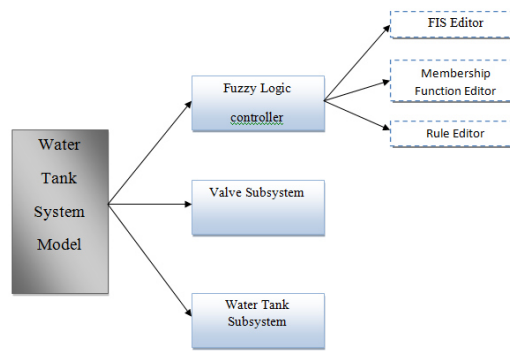 Water
Tank
System
Model
Fuzzy Logic
controller
Valve Subsystem
Water Tank
Subsystem
FIS Editor
Membership
Function Editor
Rule Editor